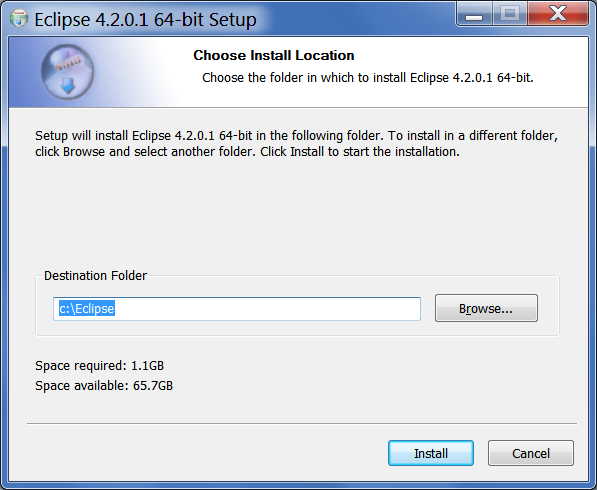 Eclipse 4.2.0.1 64-bit Setup
Choose Install Location
Choose the folder in which to install Eclipse 4.2.0.1 64-bit.
Setup will install Eclipse 4.2.0.1 64-bit in the following folder. To install in a different folder,
click Browse and select another folder. Click Install to start the installation.
Destination Folder
c:\Eclipse
Browse...
Space required: 1.1GB
Space available: 65.7GB
Install
Cancel